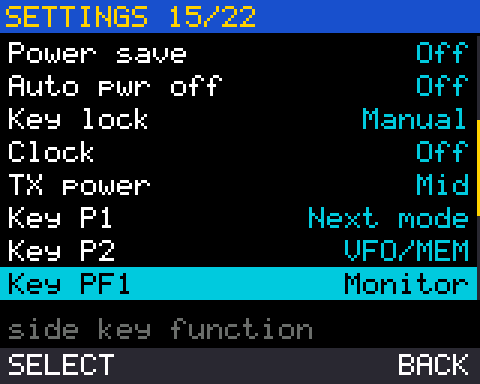 SETTINGS 15/22
Power save Off
Auto pwr off Off
Key lock Manual
Clock Off
TX power Mid
Key P1 Next mode
Key P2 VFO/MEM
Key PF1 Monitor
side key function
SELECT BACK